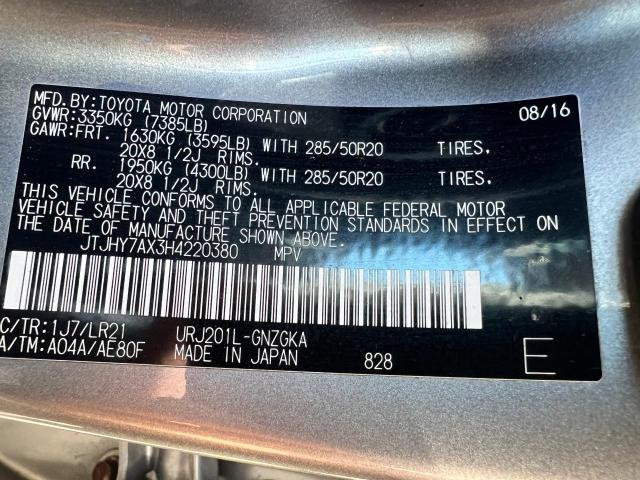 MFD.BY:TOYOTA MOTOR CORPORATION 08/16
GVWR:3350KG (7385LB)
GAWR:FRT. 1630KG (3595LB) WITH 285/50R20 TIRES.
20X8 1/2J RIMS.
RR. 1950KG (4300LB) WITH 285/50R20 TIRES.
20X8 1/2J RIMS.
THIS VEHICLE CONFORMS TO ALL APPLICABLE FEDERAL MOTOR
VEHICLE SAFETY AND THEFT PREVENTION STANDARDS IN EFFECT ON
THE DATE OF MANUFACTURE SHOWN ABOVE.
JTJHY7AX3H4220380 MPV
C/TR:1J7/LR21 URJ201L-GNZGKA
A/TM:A04A/AE80F MADE IN JAPAN 828 E